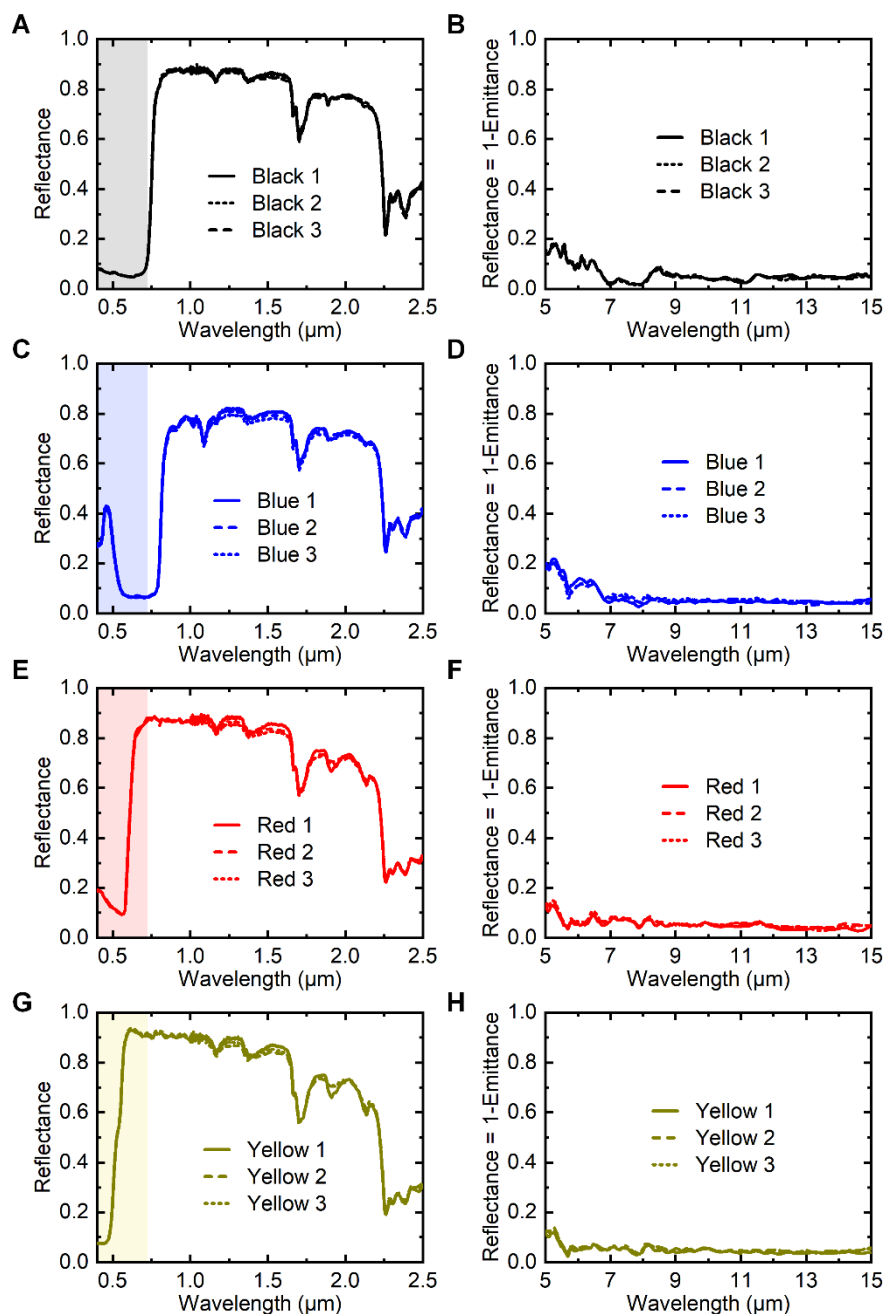 A
1.0
0.8
0.6
0.4
0.2
0.0
Reflectance
Black 1
Black 2
Black 3
0.5 1.0 1.5 2.0 2.5
Wavelength (µm)
B
1.0
0.8
0.6
0.4
0.2
0.0
Reflectance = 1-Emittance
Black 1
Black 2
Black 3
5 7 9 11 13 15
Wavelength (µm)
C
1.0
0.8
0.6
0.4
0.2
0.0
Reflectance
Blue 1
Blue 2
Blue 3
0.5 1.0 1.5 2.0 2.5
Wavelength (µm)
D
1.0
0.8
0.6
0.4
0.2
0.0
Reflectance = 1-Emittance
Blue 1
Blue 2
Blue 3
5 7 9 11 13 15
Wavelength (µm)
E
1.0
0.8
0.6
0.4
0.2
0.0
Reflectance
Red 1
Red 2
Red 3
0.5 1.0 1.5 2.0 2.5
Wavelength (µm)
F
1.0
0.8
0.6
0.4
0.2
0.0
Reflectance = 1-Emittance
Red 1
Red 2
Red 3
5 7 9 11 13 15
Wavelength (µm)
G
1.0
0.8
0.6
0.4
0.2
0.0
Reflectance
Yellow 1
Yellow 2
Yellow 3
0.5 1.0 1.5 2.0 2.5
Wavelength (µm)
H
1.0
0.8
0.6
0.4
0.2
0.0
Reflectance = 1-Emittance
Yellow 1
Yellow 2
Yellow 3
5 7 9 11 13 15
Wavelength (µm)